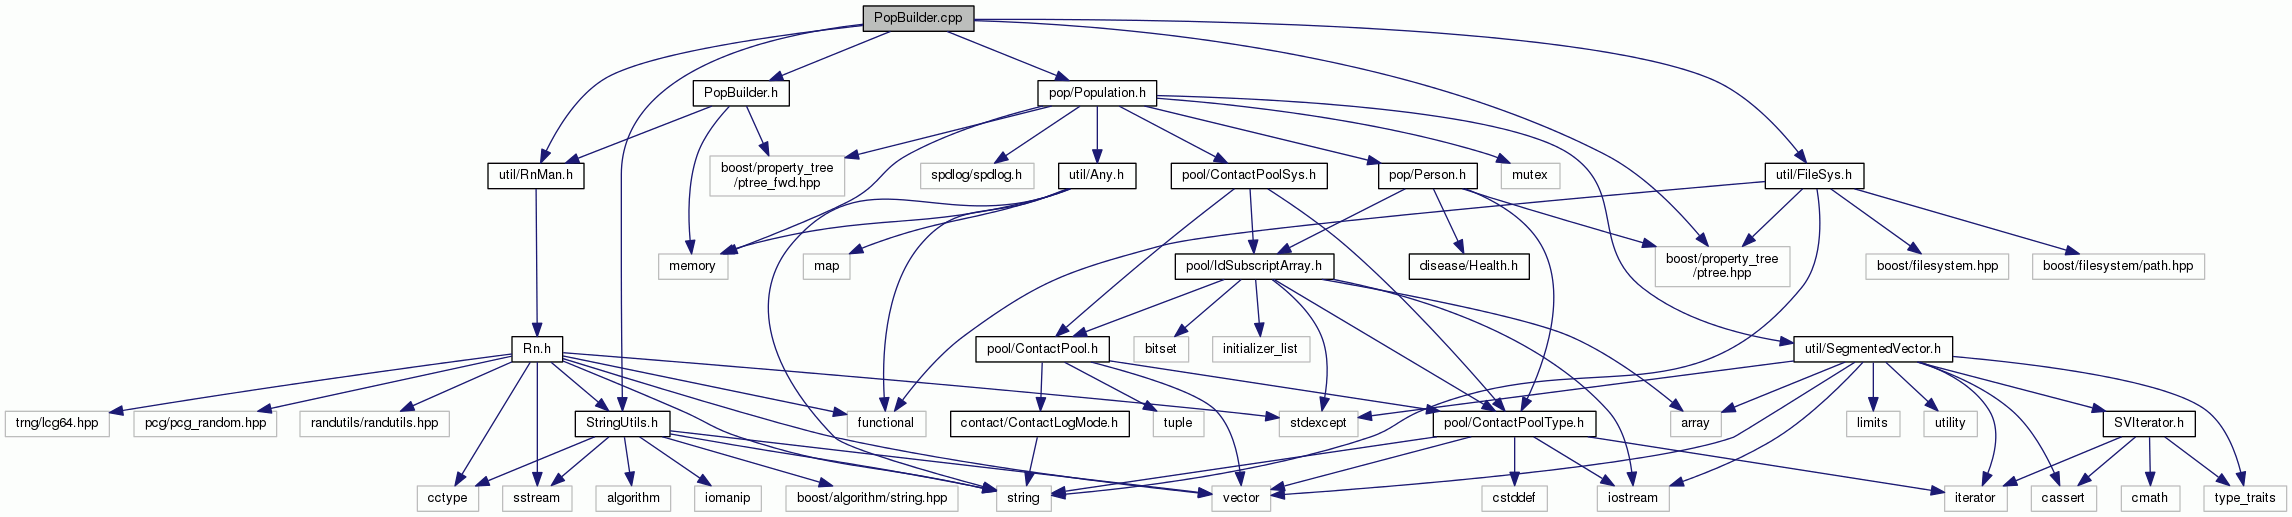 PopBuilder.cpp
PopBuilder.h
pop/Population.h
util/RnMan.h
boost/property_tree
/ptree_fwd.hpp
spdlog/spdlog.h
util/Any.h
pool/ContactPoolSys.h
pop/Person.h
mutex
util/FileSys.h
memory
map
pool/IdSubscriptArray.h
disease/Health.h
boost/property_tree
/ptree.hpp
boost/filesystem.hpp
boost/filesystem/path.hpp
Rn.h
pool/ContactPool.h
bitset
initializer_list
util/SegmentedVector.h
trng/lcg64.hpp
pcg/pcg_random.hpp
randutils/randutils.hpp
StringUtils.h
functional
contact/ContactLogMode.h
tuple
stdexcept
pool/ContactPoolType.h
array
limits
utility
SVIterator.h
cctype
sstream
algorithm
iomanip
boost/algorithm/string.hpp
string
vector
cstddef
iostream
iterator
cassert
cmath
type_traits